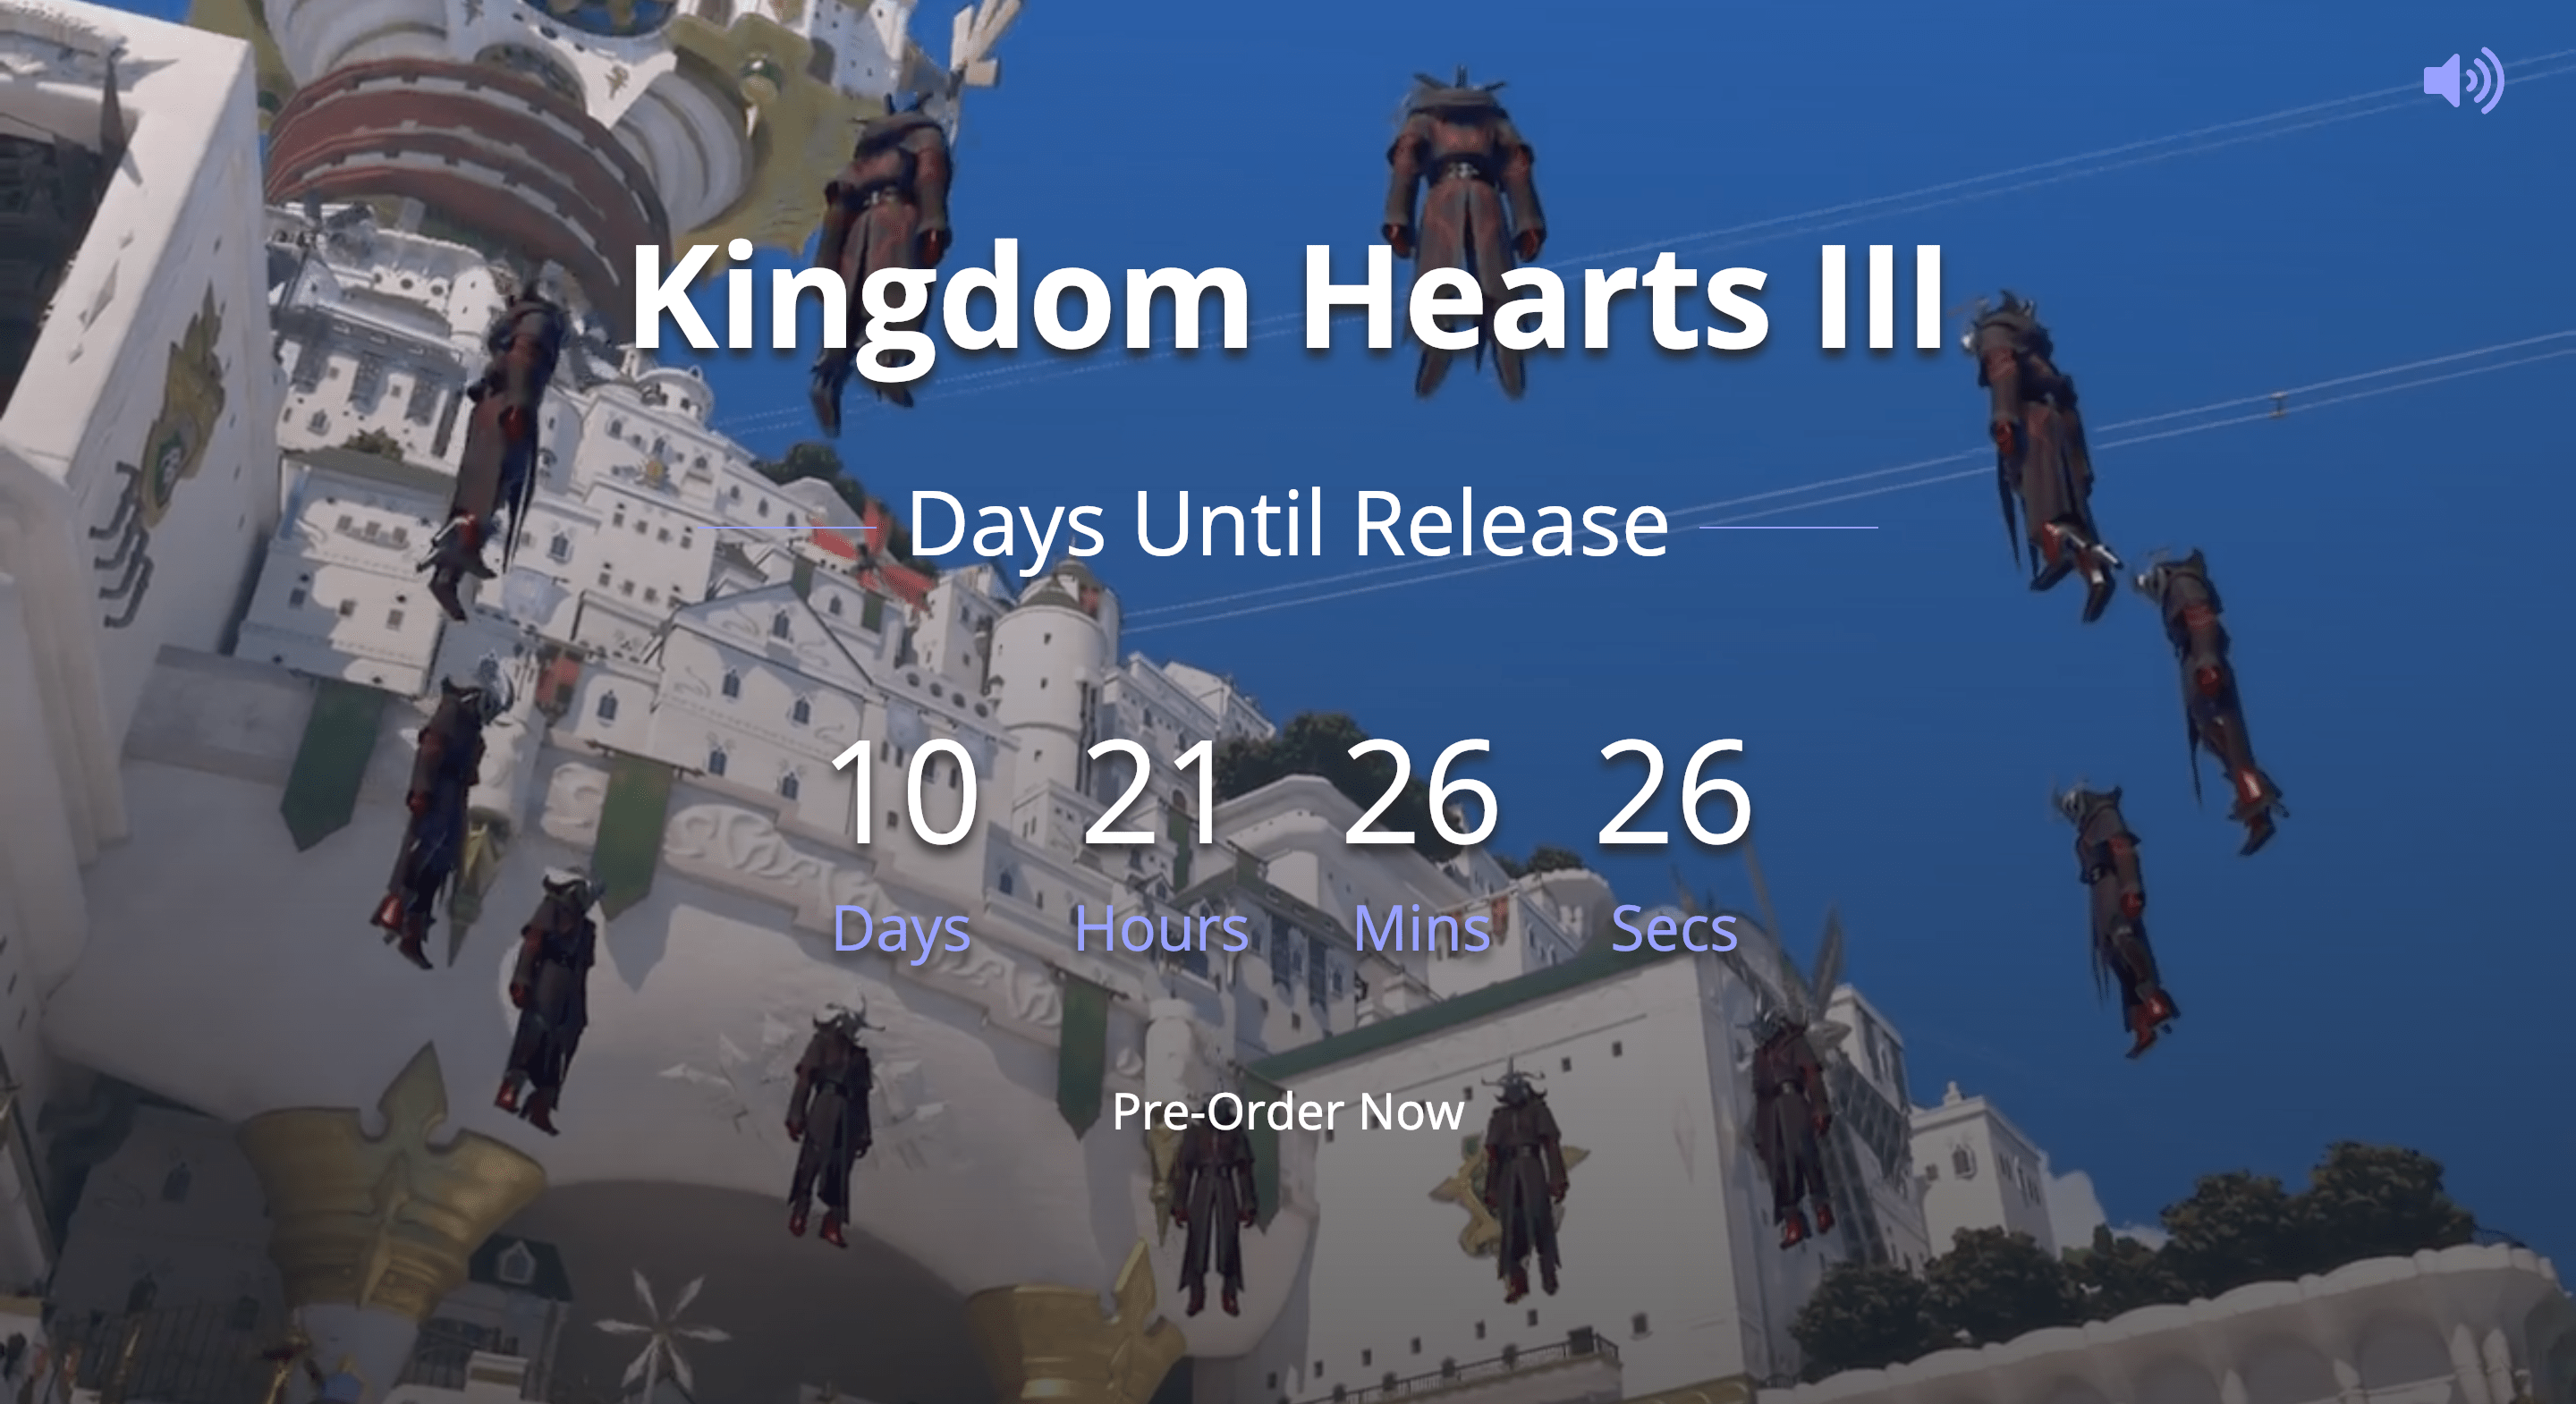 Kingdom Hearts III
Days Until Release
10 21 26 26
Days Hours Mins Secs
Pre-Order Now